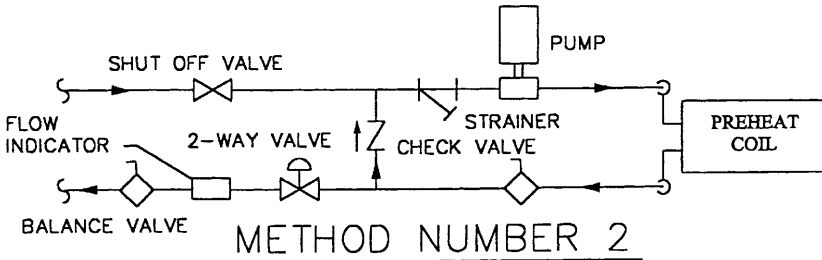 PUMP
SHUT OFF VALVE
STRAINER
PREHEAT
COIL
FLOW
INDICATOR
2-WAY VALVE
CHECK VALVE
BALANCE VALVE
METHOD NUMBER 2